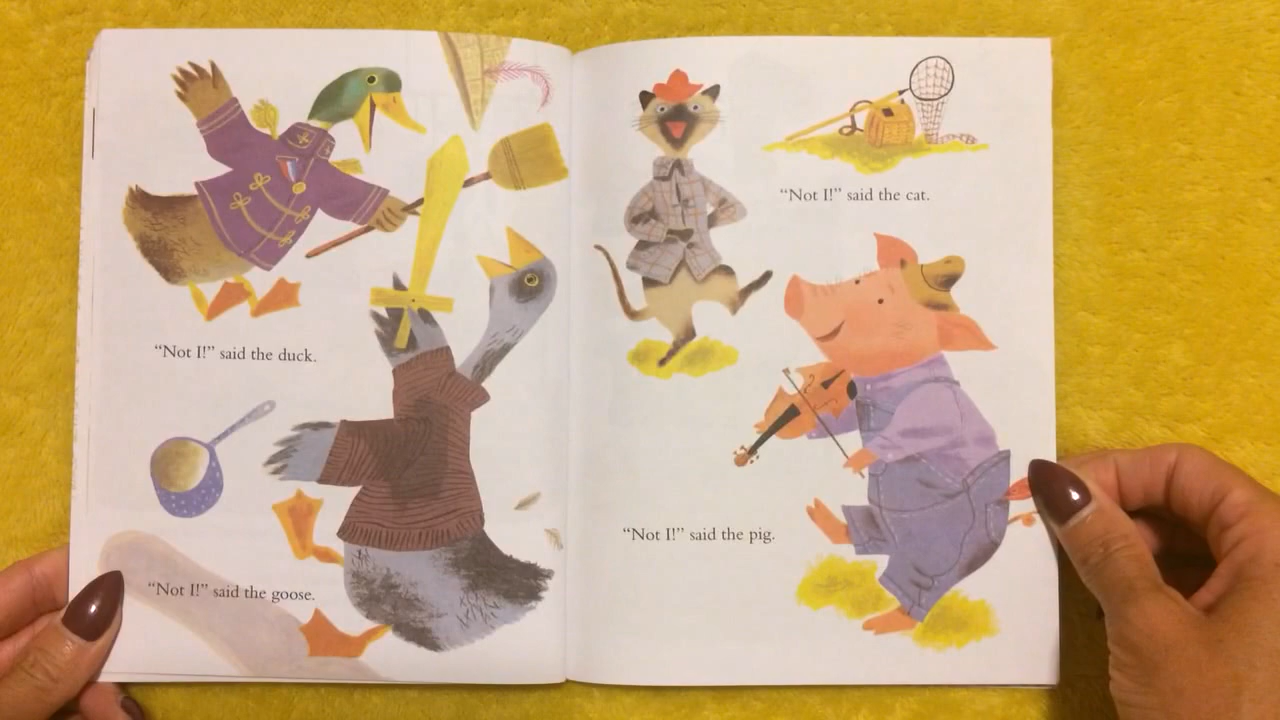 “Not I!” said the duck.
“Not I!” said the goose.
“Not I!” said the cat.
“Not I!” said the pig.